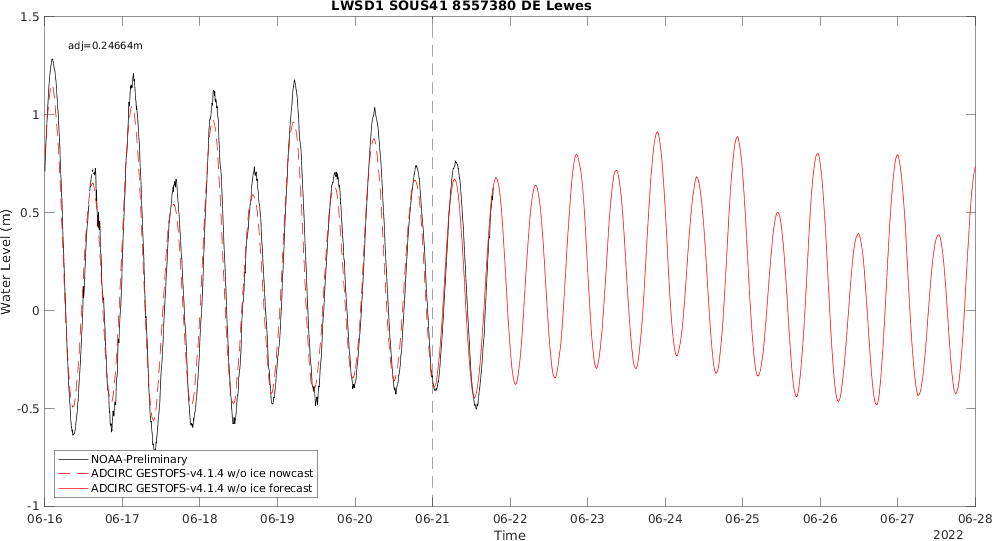 LWSD1 SOUS41 8557380 DE Lewes
adj=0.24664m
Water Level (m)
1.5
1
0.5
0
-0.5
-1
NOAA-Preliminary
ADCIRC GESTOFS-v4.1.4 w/o ice nowcast
ADCIRC GESTOFS-v4.1.4 w/o ice forecast
06-16 06-17 06-18 06-19 06-20 06-21 06-22 06-23 06-24 06-25 06-26 06-27 06-28
Time
2022